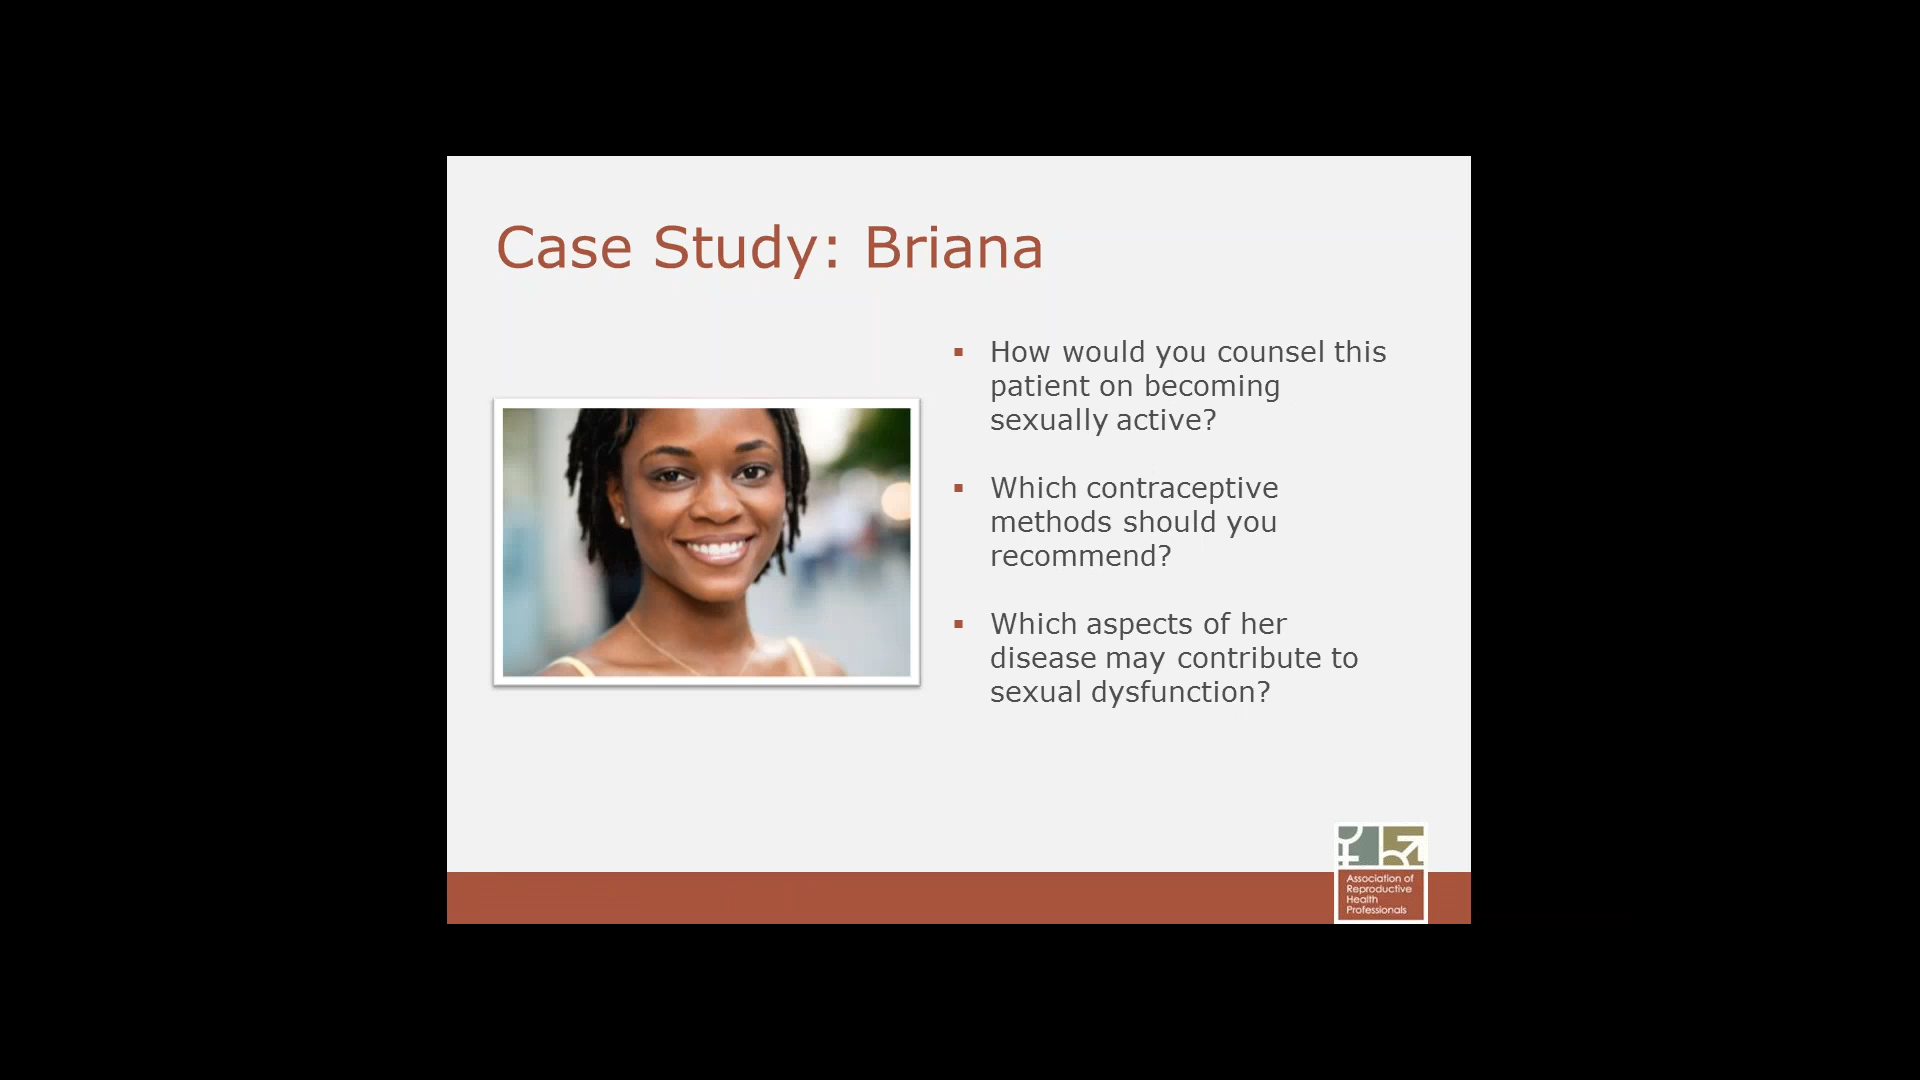 Case Study: Briana
▪ How would you counsel this
patient on becoming
sexually active?
▪ Which contraceptive
methods should you
recommend?
▪ Which aspects of her
disease may contribute to
sexual dysfunction?
Association of
Reproductive
Health
Professionals